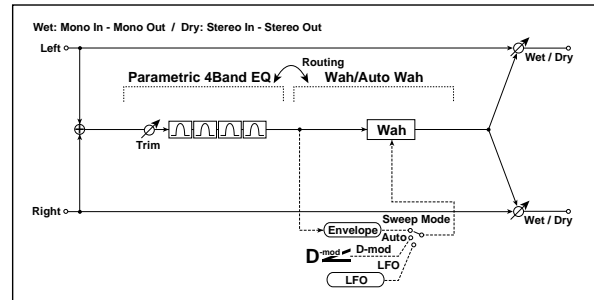 Wet: Mono In - Mono Out / Dry: Stereo In - Stereo Out
Left
Wet / Dry
Routing
Parametric 4Band EQ
Wah/Auto Wah
Trim
Wah
Right
Wet / Dry
Sweep Mode
Envelope
Auto
D-mod
D-mod
LFO
LFO